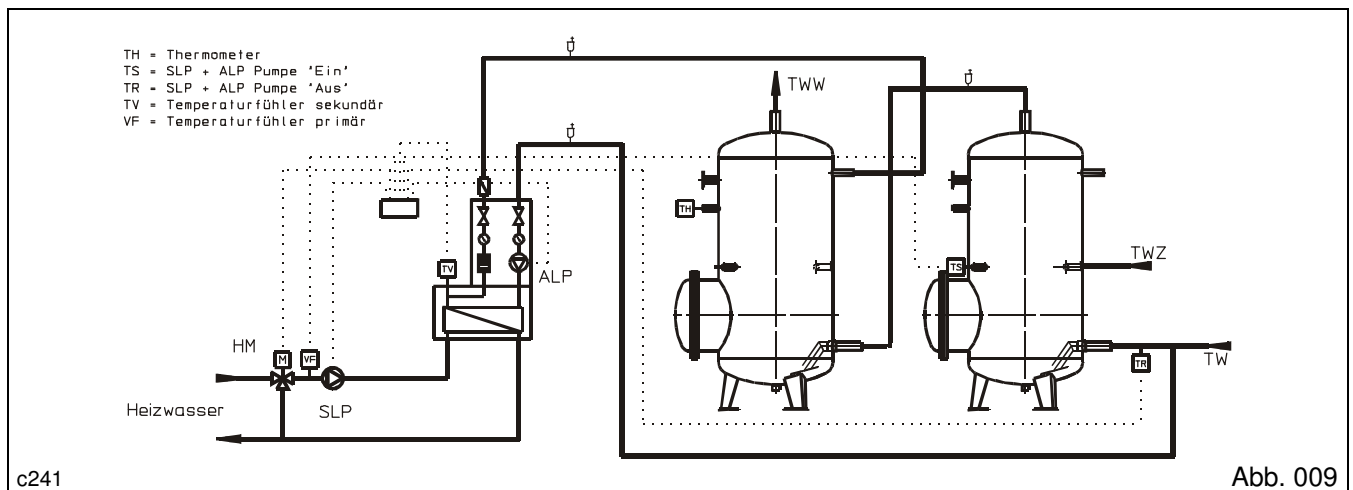 TH = Thermometer
TS = SLP + ALP Pumpe 'Ein'
TR = SLP + ALP Pumpe 'Aus'
TV = Temperaturfühler sekundär
VF = Temperaturfühler primär
TWW
TH
TV
ALP
TS
TWZ
HM
M
VF
TW
TR
Heizwasser
SLP
c241
Abb. 009